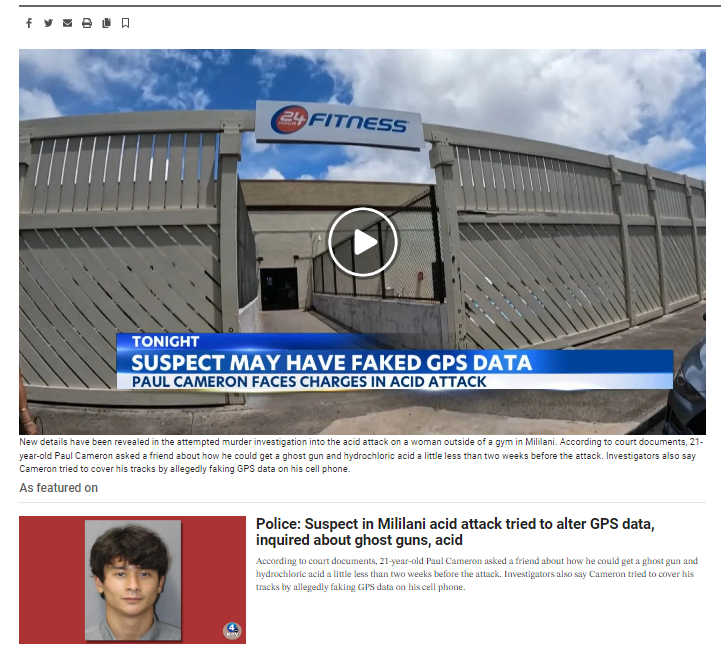 24
HOUR
FITNESS
TONIGHT
SUSPECT MAY HAVE FAKED GPS DATA
PAUL CAMERON FACES CHARGES IN ACID ATTACK
New details have been revealed in the attempted murder investigation into the acid attack on a woman outside of a gym in Mililani. According to court documents, 21-
year-old Paul Cameron asked a friend about how he could get a ghost gun and hydrochloric acid a little less than two weeks before the attack. Investigators also say
Cameron tried to cover his tracks by allegedly faking GPS data on his cell phone.
As featured on
Police: Suspect in Mililani acid attack tried to alter GPS data,
inquired about ghost guns, acid
According to court documents, 21-year-old Paul Cameron asked a friend about how he could get a ghost gun and
hydrochloric acid a little less than two weeks before the attack. Investigators also say Cameron tried to cover his
tracks by allegedly faking GPS data on his cell phone.
4
KITV